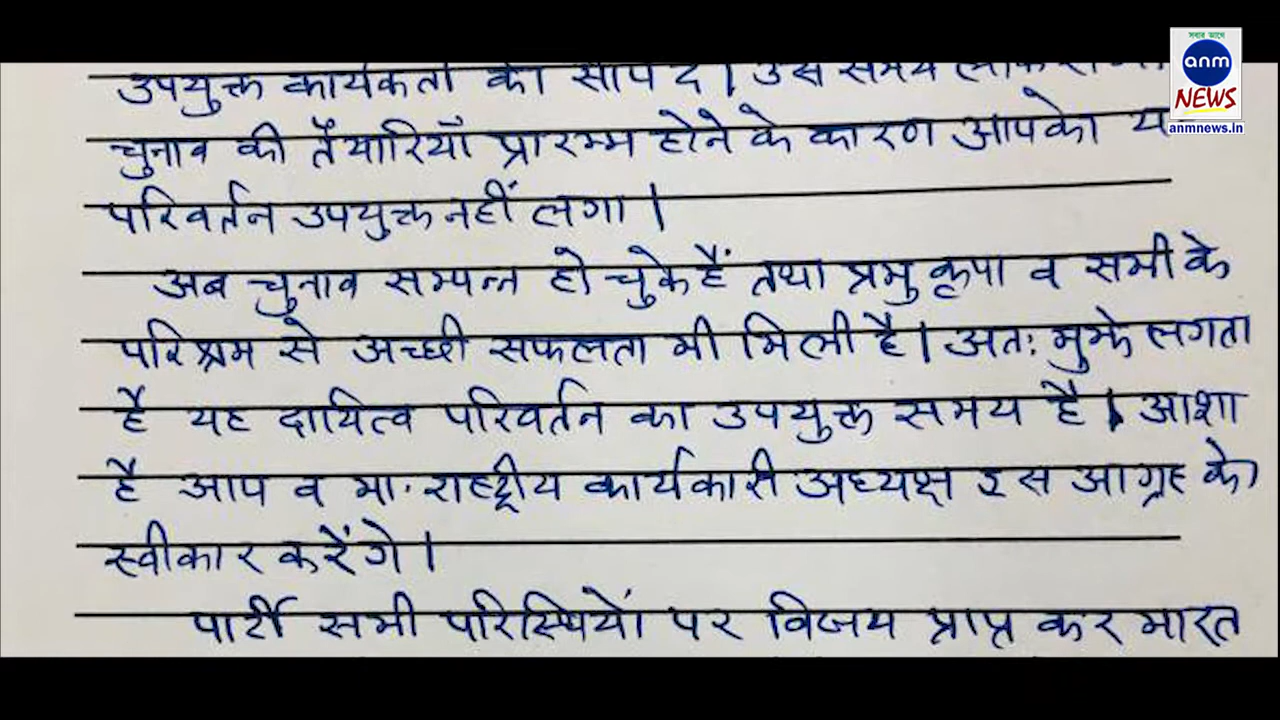 সবার আগে
anm
NEWS
anmnews.in
उपयुक्त कार्यकर्ता को सौंप दें। उस समय लोक
चुनाव की तैयारियाँ प्रारम्भ होने के कारण आपको
परिवर्तन उपयुक्त नहीं लगा।
अब चुनाव सम्पन्न हो चुके हैं तथा प्रभु कृपा व सभी के
परिश्रम से अच्छी सफलता भी मिली है। अतः मुझे लगता
है यह दायित्व परिवर्तन का उपयुक्त समय है। आशा
है आप व मा. राष्ट्रीय कार्यकारी अध्यक्ष इस आग्रह को
स्वीकार करेंगे।
पार्टी सभी परिस्थियों पर विजय प्राप्त कर भारत